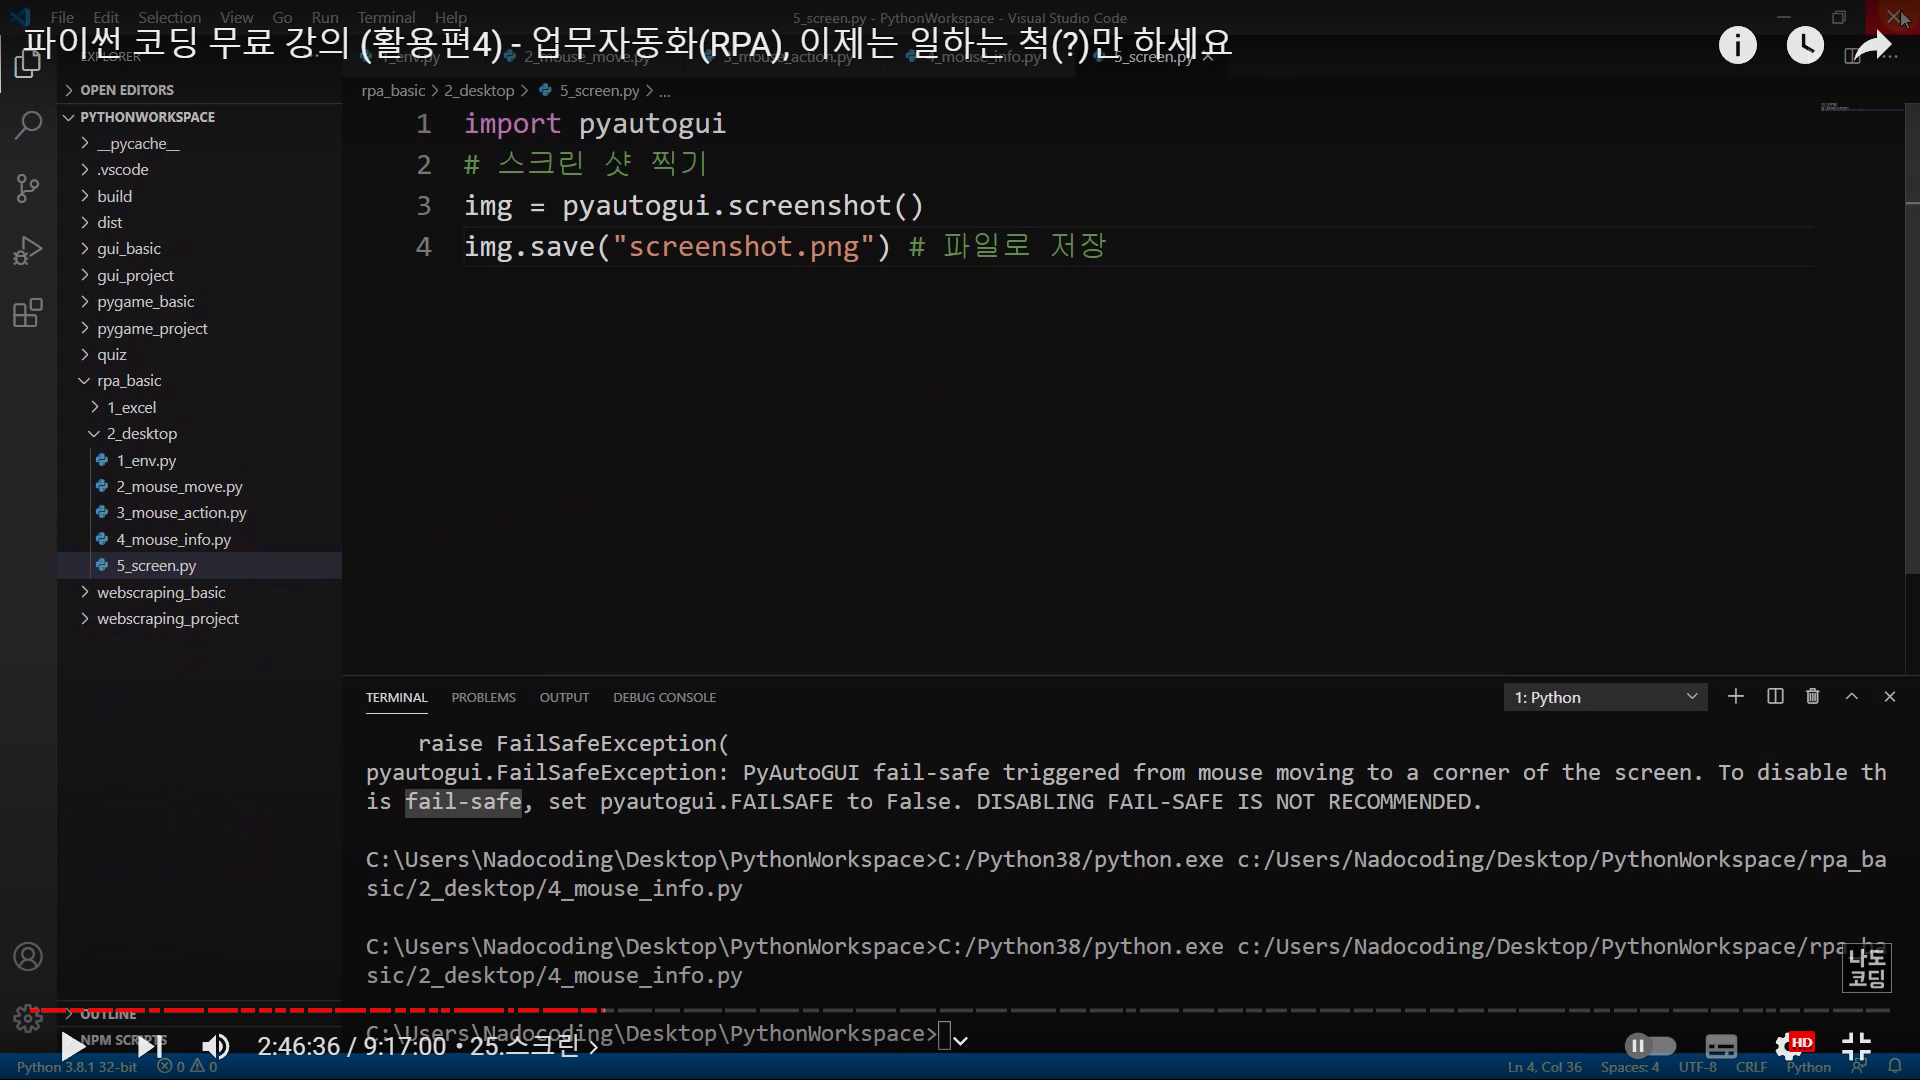 File Edit Selection View Go Run Terminal Help
5_screen.py - PythonWorkspace - Visual Studio Code
파이썬 코딩 무료 강의 (활용편4) - 업무자동화(RPA), 이제는 일하는 척(?)만 하세요
EXPLORER
1_env.py 2_mouse_move.py 3_mouse_action.py 4_mouse_info.py 5_screen.py
OPEN EDITORS
PYTHONWORKSPACE
__pycache__
.vscode
build
dist
gui_basic
gui_project
pygame_basic
pygame_project
quiz
rpa_basic
1_excel
2_desktop
1_env.py
2_mouse_move.py
3_mouse_action.py
4_mouse_info.py
5_screen.py
webscraping_basic
webscraping_project
OUTLINE
NPM SCRIPTS
rpa_basic > 2_desktop > 5_screen.py > ...
1 import pyautogui
2 # 스크린 샷 찍기
3 img = pyautogui.screenshot()
4 img.save("screenshot.png") # 파일로 저장
TERMINAL PROBLEMS OUTPUT DEBUG CONSOLE 1: Python
raise FailSafeException(
pyautogui.FailSafeException: PyAutoGUI fail-safe triggered from mouse moving to a corner of the screen. To disable th
is fail-safe, set pyautogui.FAILSAFE to False. DISABLING FAIL-SAFE IS NOT RECOMMENDED.
C:\Users\Nadocoding\Desktop\PythonWorkspace>C:/Python38/python.exe c:/Users/Nadocoding/Desktop/PythonWorkspace/rpa_ba
sic/2_desktop/4_mouse_info.py
C:\Users\Nadocoding\Desktop\PythonWorkspace>C:/Python38/python.exe c:/Users/Nadocoding/Desktop/PythonWorkspace/rpa_ba
sic/2_desktop/4_mouse_info.py
나도
코딩
C:\Users\Nadocoding\Desktop\PythonWorkspace>
2:46:36 / 9:17:00 • 25.스크린 >
HD
Python 3.8.1 32-bit 0 0 Ln 4, Col 36 Spaces: 4 UTF-8 CRLF Python